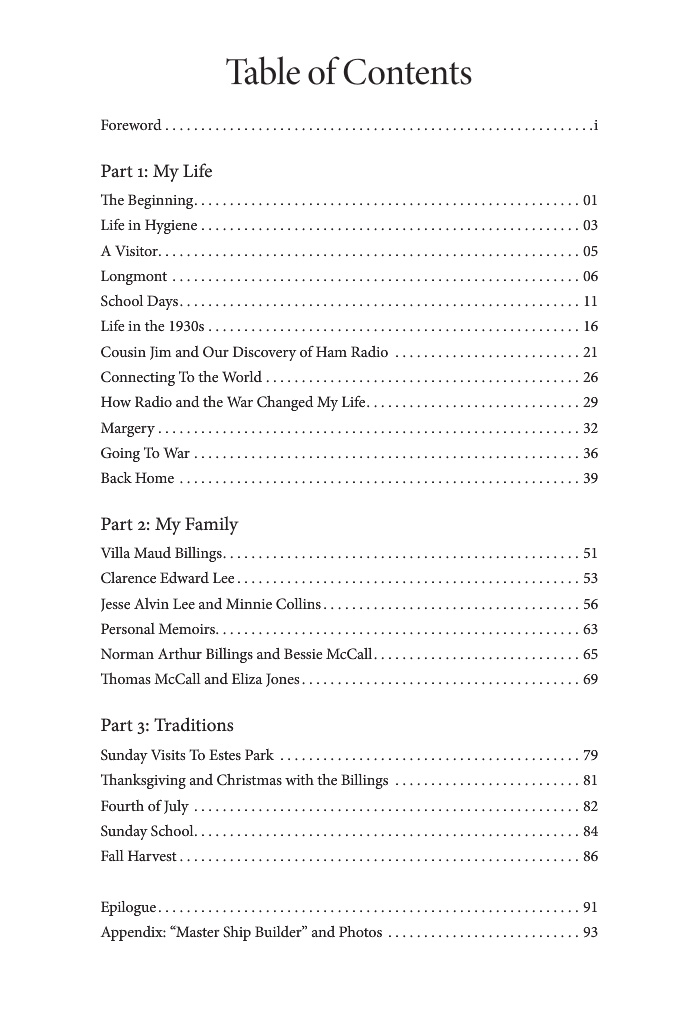 Table of Contents
Foreword . . . . . . . . . . . . . . . . . . . . . . . . . . . . . . . . . . . . . . . . . . . . . . . . . . . . . . . . . . . .i
Part 1: My Life
The Beginning. . . . . . . . . . . . . . . . . . . . . . . . . . . . . . . . . . . . . . . . . . . . . . . . . . . . . . 01
Life in Hygiene . . . . . . . . . . . . . . . . . . . . . . . . . . . . . . . . . . . . . . . . . . . . . . . . . . . . . 03
A Visitor. . . . . . . . . . . . . . . . . . . . . . . . . . . . . . . . . . . . . . . . . . . . . . . . . . . . . . . . . . . 05
Longmont . . . . . . . . . . . . . . . . . . . . . . . . . . . . . . . . . . . . . . . . . . . . . . . . . . . . . . . . . 06
School Days. . . . . . . . . . . . . . . . . . . . . . . . . . . . . . . . . . . . . . . . . . . . . . . . . . . . . . . . 11
Life in the 1930s . . . . . . . . . . . . . . . . . . . . . . . . . . . . . . . . . . . . . . . . . . . . . . . . . . . . 16
Cousin Jim and Our Discovery of Ham Radio . . . . . . . . . . . . . . . . . . . . . . . . . . 21
Connecting To the World . . . . . . . . . . . . . . . . . . . . . . . . . . . . . . . . . . . . . . . . . . . . 26
How Radio and the War Changed My Life. . . . . . . . . . . . . . . . . . . . . . . . . . . . . . 29
Margery . . . . . . . . . . . . . . . . . . . . . . . . . . . . . . . . . . . . . . . . . . . . . . . . . . . . . . . . . . . 32
Going To War . . . . . . . . . . . . . . . . . . . . . . . . . . . . . . . . . . . . . . . . . . . . . . . . . . . . . . 36
Back Home . . . . . . . . . . . . . . . . . . . . . . . . . . . . . . . . . . . . . . . . . . . . . . . . . . . . . . . . 39
Part 2: My Family
Villa Maud Billings. . . . . . . . . . . . . . . . . . . . . . . . . . . . . . . . . . . . . . . . . . . . . . . . . . 51
Clarence Edward Lee . . . . . . . . . . . . . . . . . . . . . . . . . . . . . . . . . . . . . . . . . . . . . . . . 53
Jesse Alvin Lee and Minnie Collins . . . . . . . . . . . . . . . . . . . . . . . . . . . . . . . . . . . . 56
Personal Memoirs. . . . . . . . . . . . . . . . . . . . . . . . . . . . . . . . . . . . . . . . . . . . . . . . . . . 63
Norman Arthur Billings and Bessie McCall. . . . . . . . . . . . . . . . . . . . . . . . . . . . . 65
Thomas McCall and Eliza Jones . . . . . . . . . . . . . . . . . . . . . . . . . . . . . . . . . . . . . . . 69
Part 3: Traditions
Sunday Visits To Estes Park . . . . . . . . . . . . . . . . . . . . . . . . . . . . . . . . . . . . . . . . . . 79
Thanksgiving and Christmas with the Billings . . . . . . . . . . . . . . . . . . . . . . . . . . 81
Fourth of July . . . . . . . . . . . . . . . . . . . . . . . . . . . . . . . . . . . . . . . . . . . . . . . . . . . . . . 82
Sunday School. . . . . . . . . . . . . . . . . . . . . . . . . . . . . . . . . . . . . . . . . . . . . . . . . . . . . . 84
Fall Harvest . . . . . . . . . . . . . . . . . . . . . . . . . . . . . . . . . . . . . . . . . . . . . . . . . . . . . . . . 86
Epilogue . . . . . . . . . . . . . . . . . . . . . . . . . . . . . . . . . . . . . . . . . . . . . . . . . . . . . . . . . . . 91
Appendix: “Master Ship Builder” and Photos . . . . . . . . . . . . . . . . . . . . . . . . . . . 93